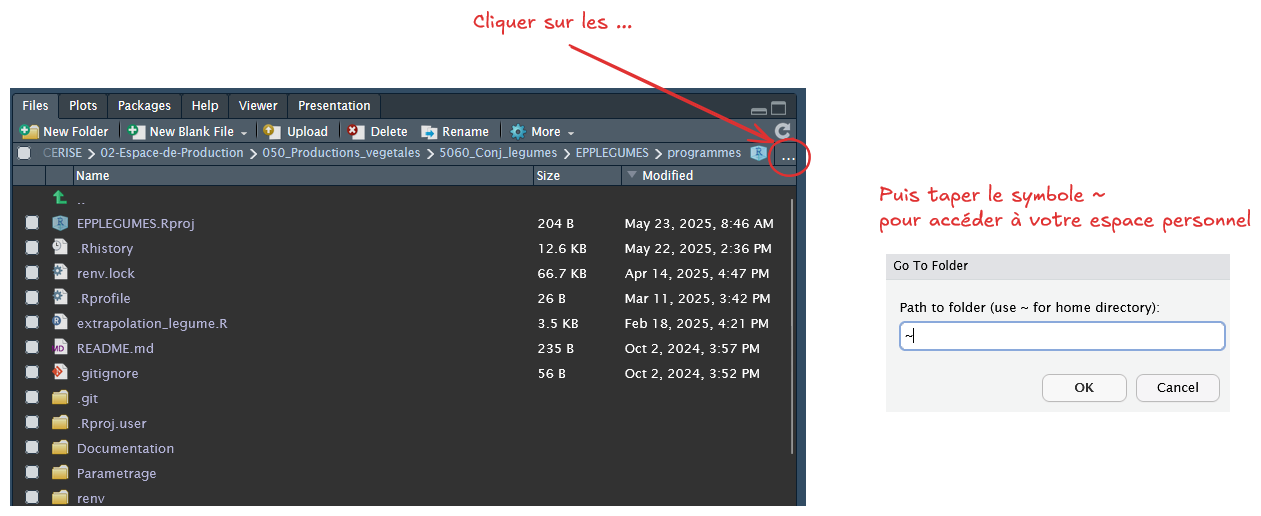 Cliquer sur les ...
Files Plots Packages Help Viewer Presentation
New Folder New Blank File Upload Delete Rename More
CERISE > 02-Espace-de-Production > 050_Productions_vegetales > 5060_Conj_legumes > EPPLEGUMES > programmes R ...
Name Size Modified
..
EPPLEGUMES.Rproj 204 B May 23, 2025, 8:46 AM
.Rhistory 12.6 KB May 22, 2025, 2:36 PM
renv.lock 66.7 KB Apr 14, 2025, 4:47 PM
.Rprofile 26 B Mar 11, 2025, 3:42 PM
extrapolation_legume.R 3.5 KB Feb 18, 2025, 4:21 PM
README.md 235 B Oct 2, 2024, 3:57 PM
.gitignore 56 B Oct 2, 2024, 3:52 PM
.git
.Rproj.user
Documentation
Parametrage
renv
Puis taper le symbole ~
pour accéder à votre espace personnel
Go To Folder
Path to folder (use ~ for home directory):
~
OK Cancel